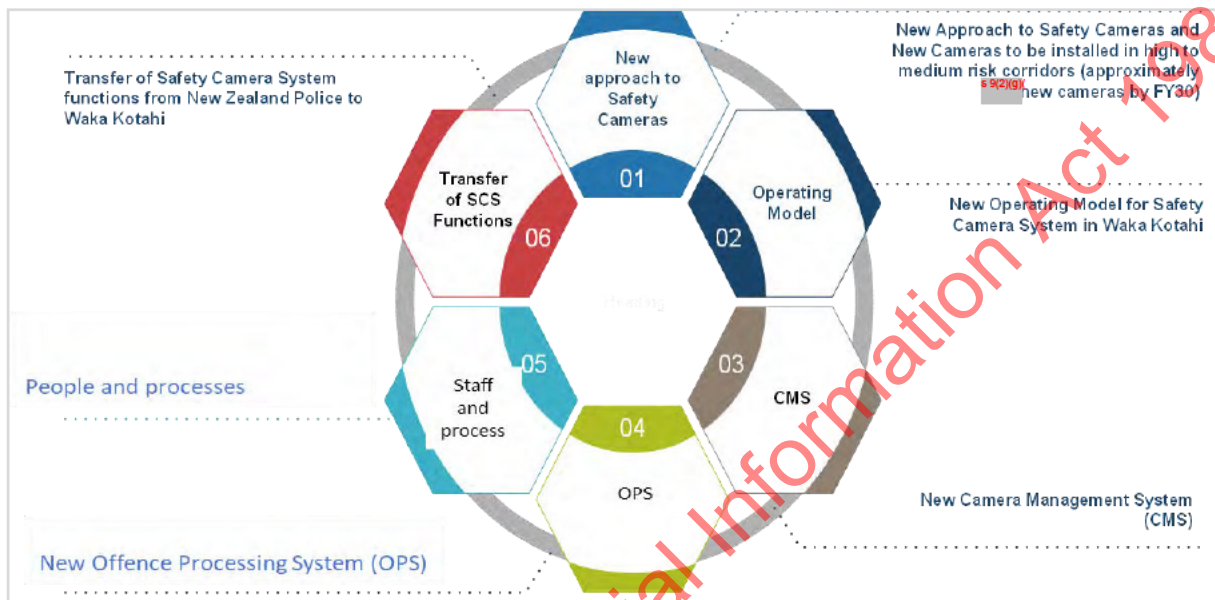 Transfer of Safety Camera System
functions from New Zealand Police to
Waka Kotahi
New
approach to
Safety
Cameras
01
New Approach to Safety Cameras and
New Cameras to be installed in high to
medium risk corridors (approximately
s 9(2)(g)( new cameras by FY30)
Operating
Model
02
New Operating Model for Safety
Camera System in Waka Kotahi
CMS
03
New Camera Management System
(CMS)
04
OPS
New Offence Processing System (OPS)
05
Staff
and
process
People and processes
Transfer
of SCS
Functions
06
ial Information Act 198